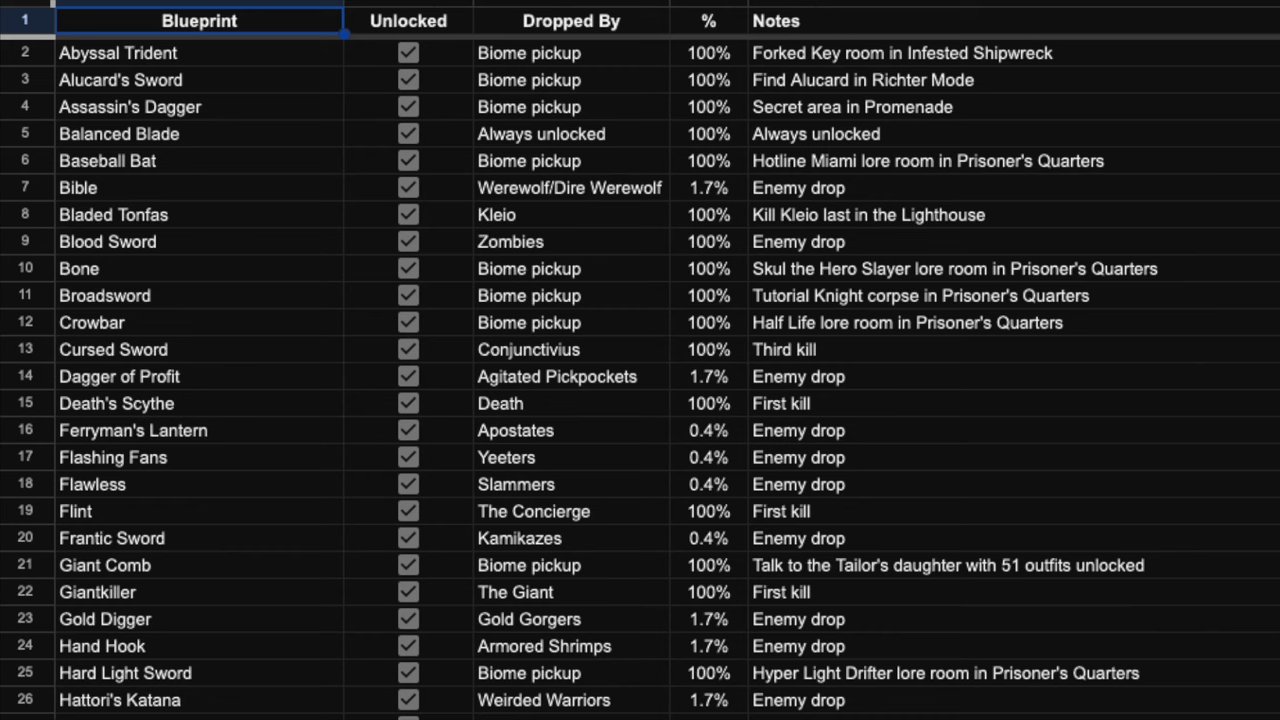 1 Blueprint Unlocked Dropped By % Notes
2 Abyssal Trident Biome pickup 100% Forked Key room in Infested Shipwreck
3 Alucard's Sword Biome pickup 100% Find Alucard in Richter Mode
4 Assassin's Dagger Biome pickup 100% Secret area in Promenade
5 Balanced Blade Always unlocked 100% Always unlocked
6 Baseball Bat Biome pickup 100% Hotline Miami lore room in Prisoner's Quarters
7 Bible Werewolf/Dire Werewolf 1.7% Enemy drop
8 Bladed Tonfas Kleio 100% Kill Kleio last in the Lighthouse
9 Blood Sword Zombies 100% Enemy drop
10 Bone Biome pickup 100% Skul the Hero Slayer lore room in Prisoner's Quarters
11 Broadsword Biome pickup 100% Tutorial Knight corpse in Prisoner's Quarters
12 Crowbar Biome pickup 100% Half Life lore room in Prisoner's Quarters
13 Cursed Sword Conjunctivius 100% Third kill
14 Dagger of Profit Agitated Pickpockets 1.7% Enemy drop
15 Death's Scythe Death 100% First kill
16 Ferryman's Lantern Apostates 0.4% Enemy drop
17 Flashing Fans Yeeters 0.4% Enemy drop
18 Flawless Slammers 0.4% Enemy drop
19 Flint The Concierge 100% First kill
20 Frantic Sword Kamikazes 0.4% Enemy drop
21 Giant Comb Biome pickup 100% Talk to the Tailor's daughter with 51 outfits unlocked
22 Giantkiller The Giant 100% First kill
23 Gold Digger Gold Gorgers 1.7% Enemy drop
24 Hand Hook Armored Shrimps 1.7% Enemy drop
25 Hard Light Sword Biome pickup 100% Hyper Light Drifter lore room in Prisoner's Quarters
26 Hattori's Katana Weirded Warriors 1.7% Enemy drop